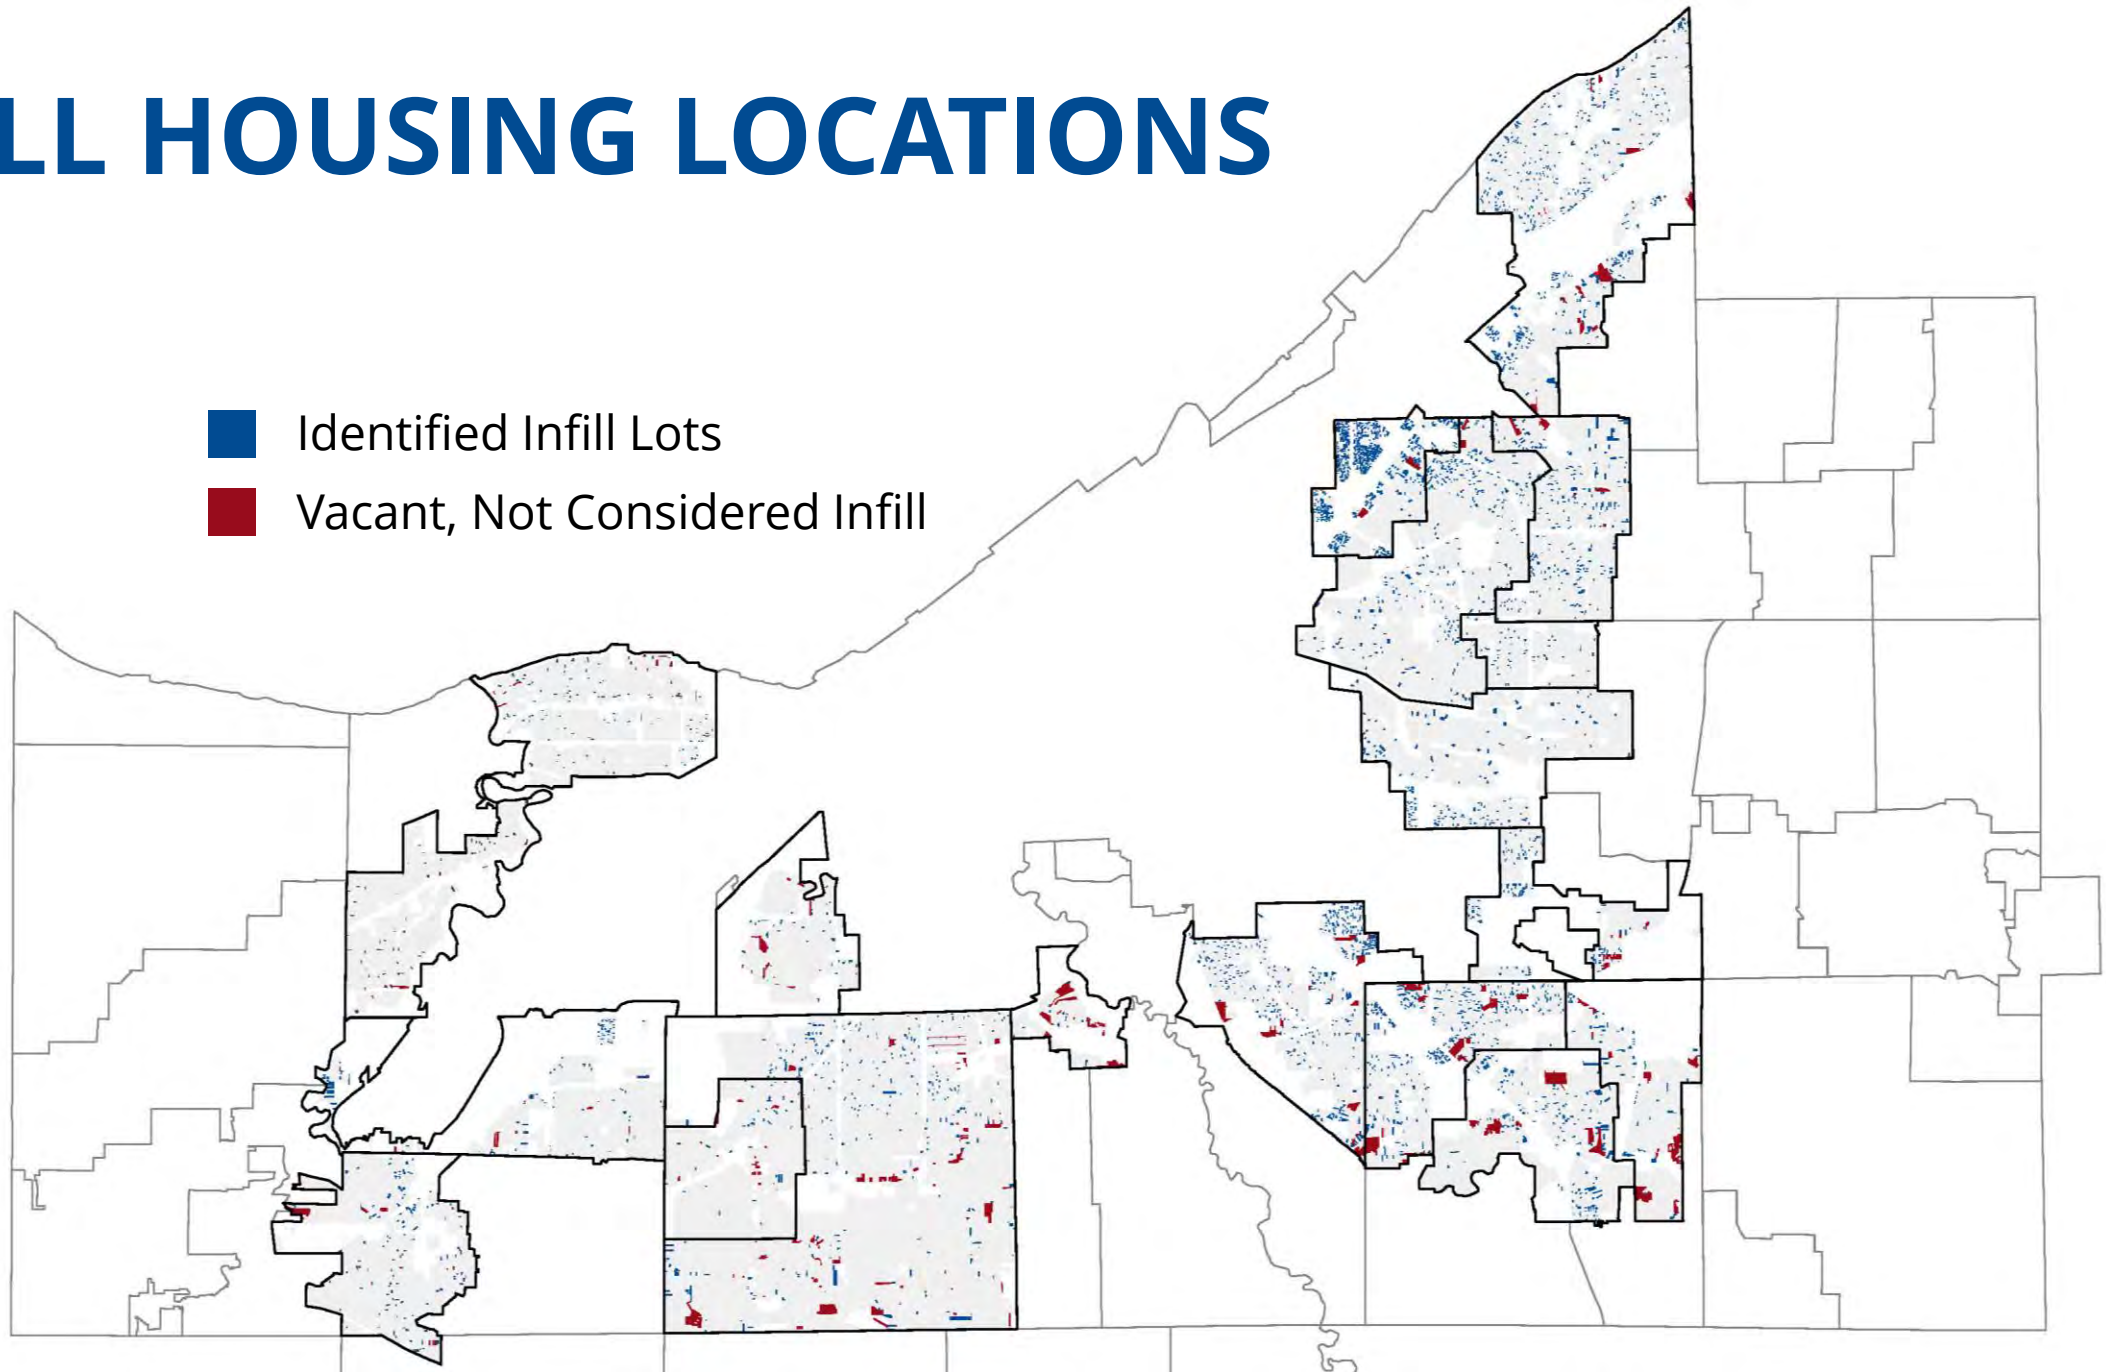 LL HOUSING LOCATIONS
Identified Infill Lots
Vacant, Not Considered Infill